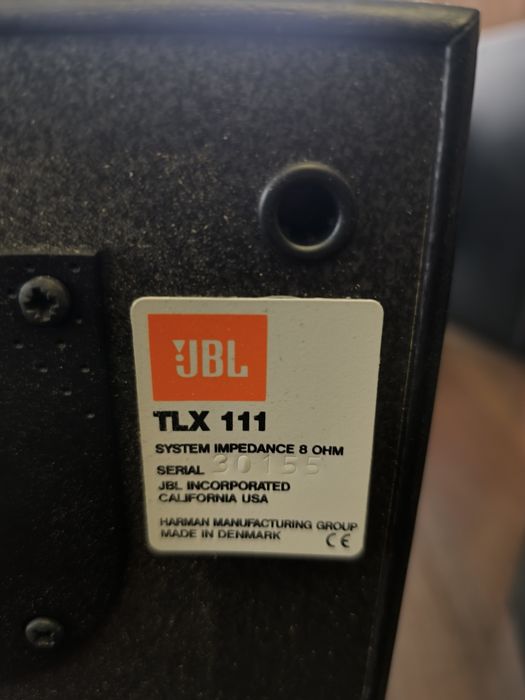 JBL
TLX 111
SYSTEM IMPEDANCE 8 OHM
SERIAL 30155
JBL INCORPORATED
CALIFORNIA USA
HARMAN MANUFACTURING GROUP
MADE IN DENMARK CE